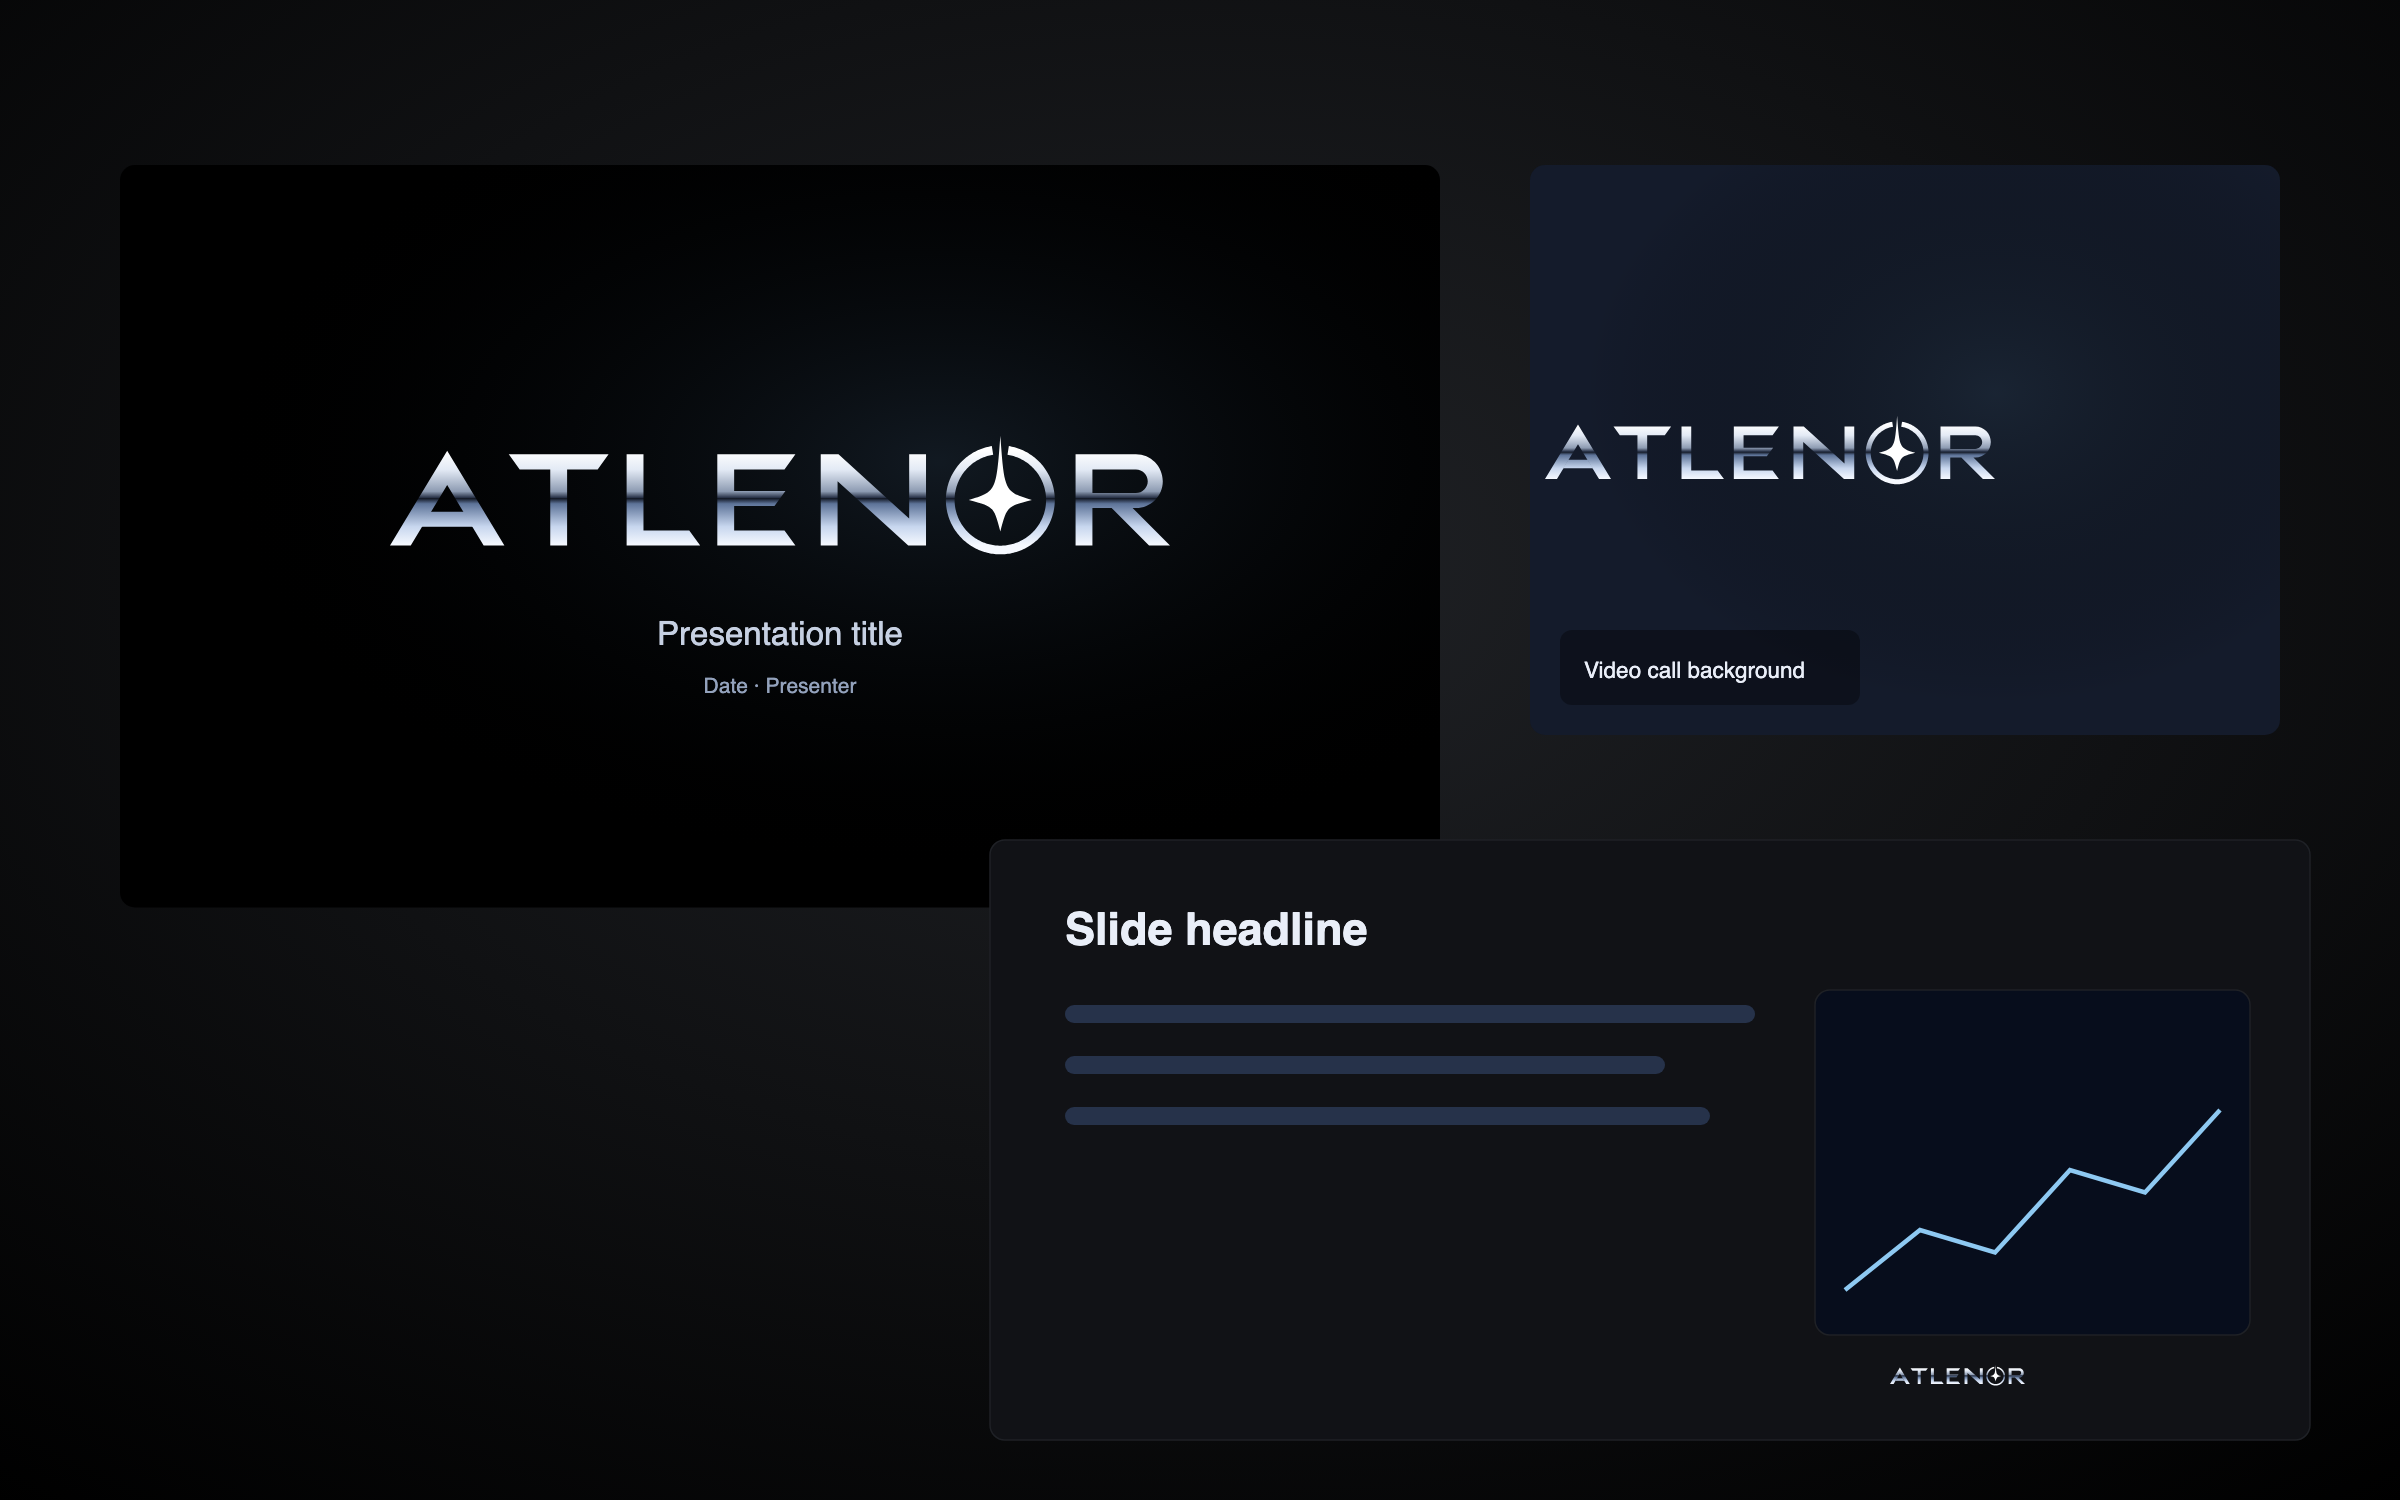 ATLENOR
Presentation title
Date · Presenter
ATLENOR
Video call background
Slide headline
ATLENOR